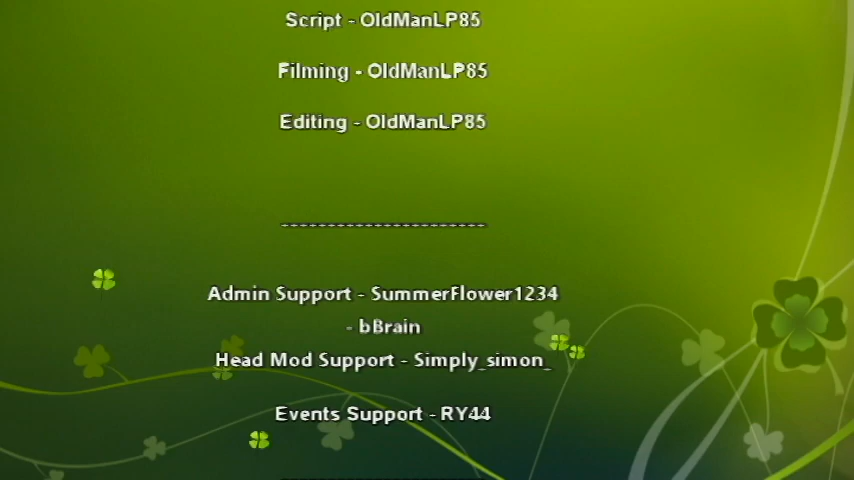 Script - OldManLP85
Filming - OldManLP85
Editing - OldManLP85
----------------------
Admin Support - SummerFlower1234
- bBrain
Head Mod Support - Simply_simon_
Events Support - RY44